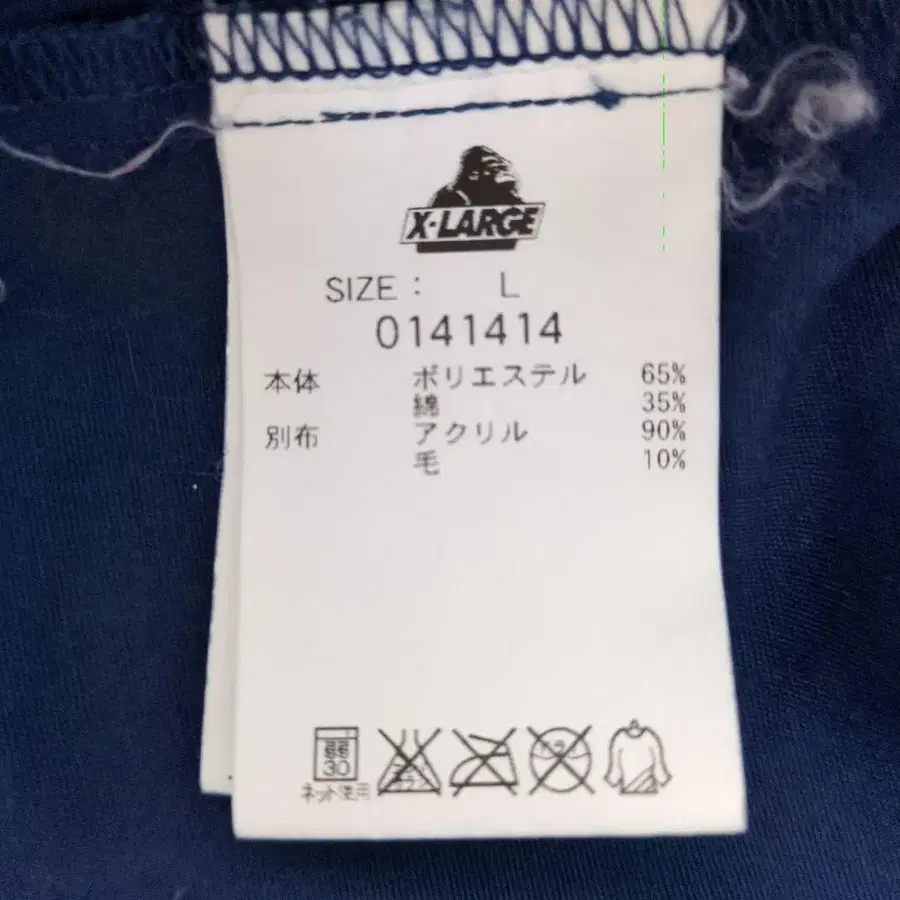 X-LARGE
SIZE : L
0141414
本体 ポリエステル 65%
綿 35%
別布 アクリル 90%
毛 10%
弱
30
ネット使用